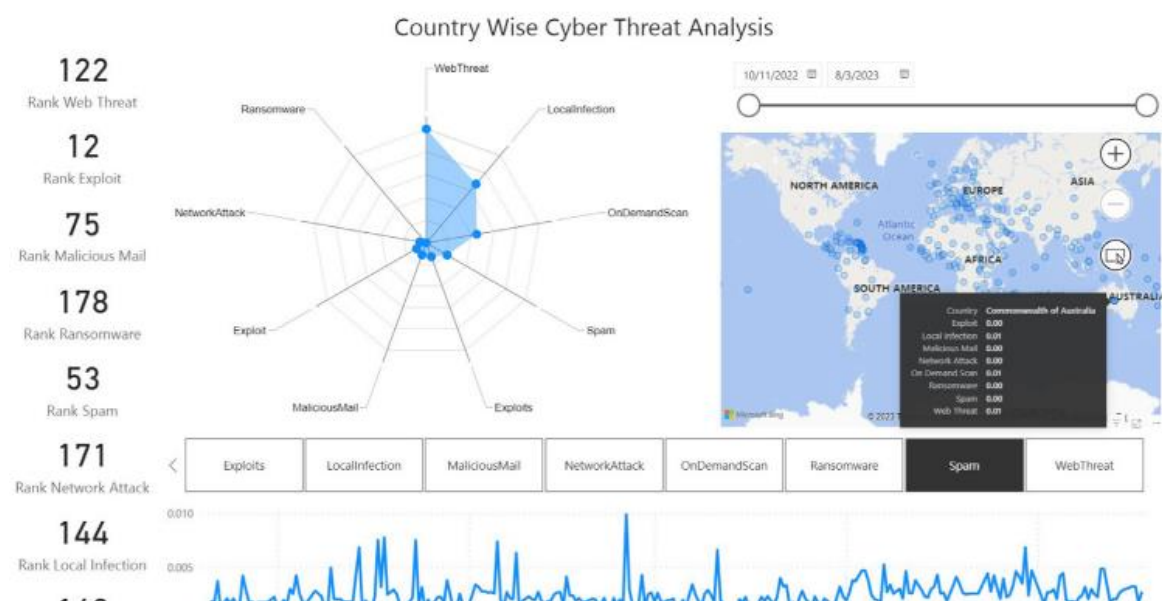 Country Wise Cyber Threat Analysis
122
Rank Web Threat
12
Rank Exploit
75
Rank Malicious Mail
178
Rank Ransomware
53
Rank Spam
171
Rank Network Attack
144
Rank Local Infection
WebThreat
Ransomware
LocalInfection
NetworkAttack
OnDemandScan
Exploit
Spam
MaliciousMail
Exploits
10/11/2022
8/3/2023
NORTH AMERICA
EUROPE
ASIA
Atlantic
Ocean
AFRICA
SOUTH AMERICA
AUSTRALIA
Country Commonwealth of Australia
Exploit 0.00
Local Infection 0.01
Malicious Mail 0.00
Network Attack 0.00
On Demand Scan 0.01
Ransomware 0.00
Spam 0.00
Web Threat 0.01
Microsoft Bing
© 2023 T
Exploits
LocalInfection
MaliciousMail
NetworkAttack
OnDemandScan
Ransomware
Spam
WebThreat
0.010
0.005